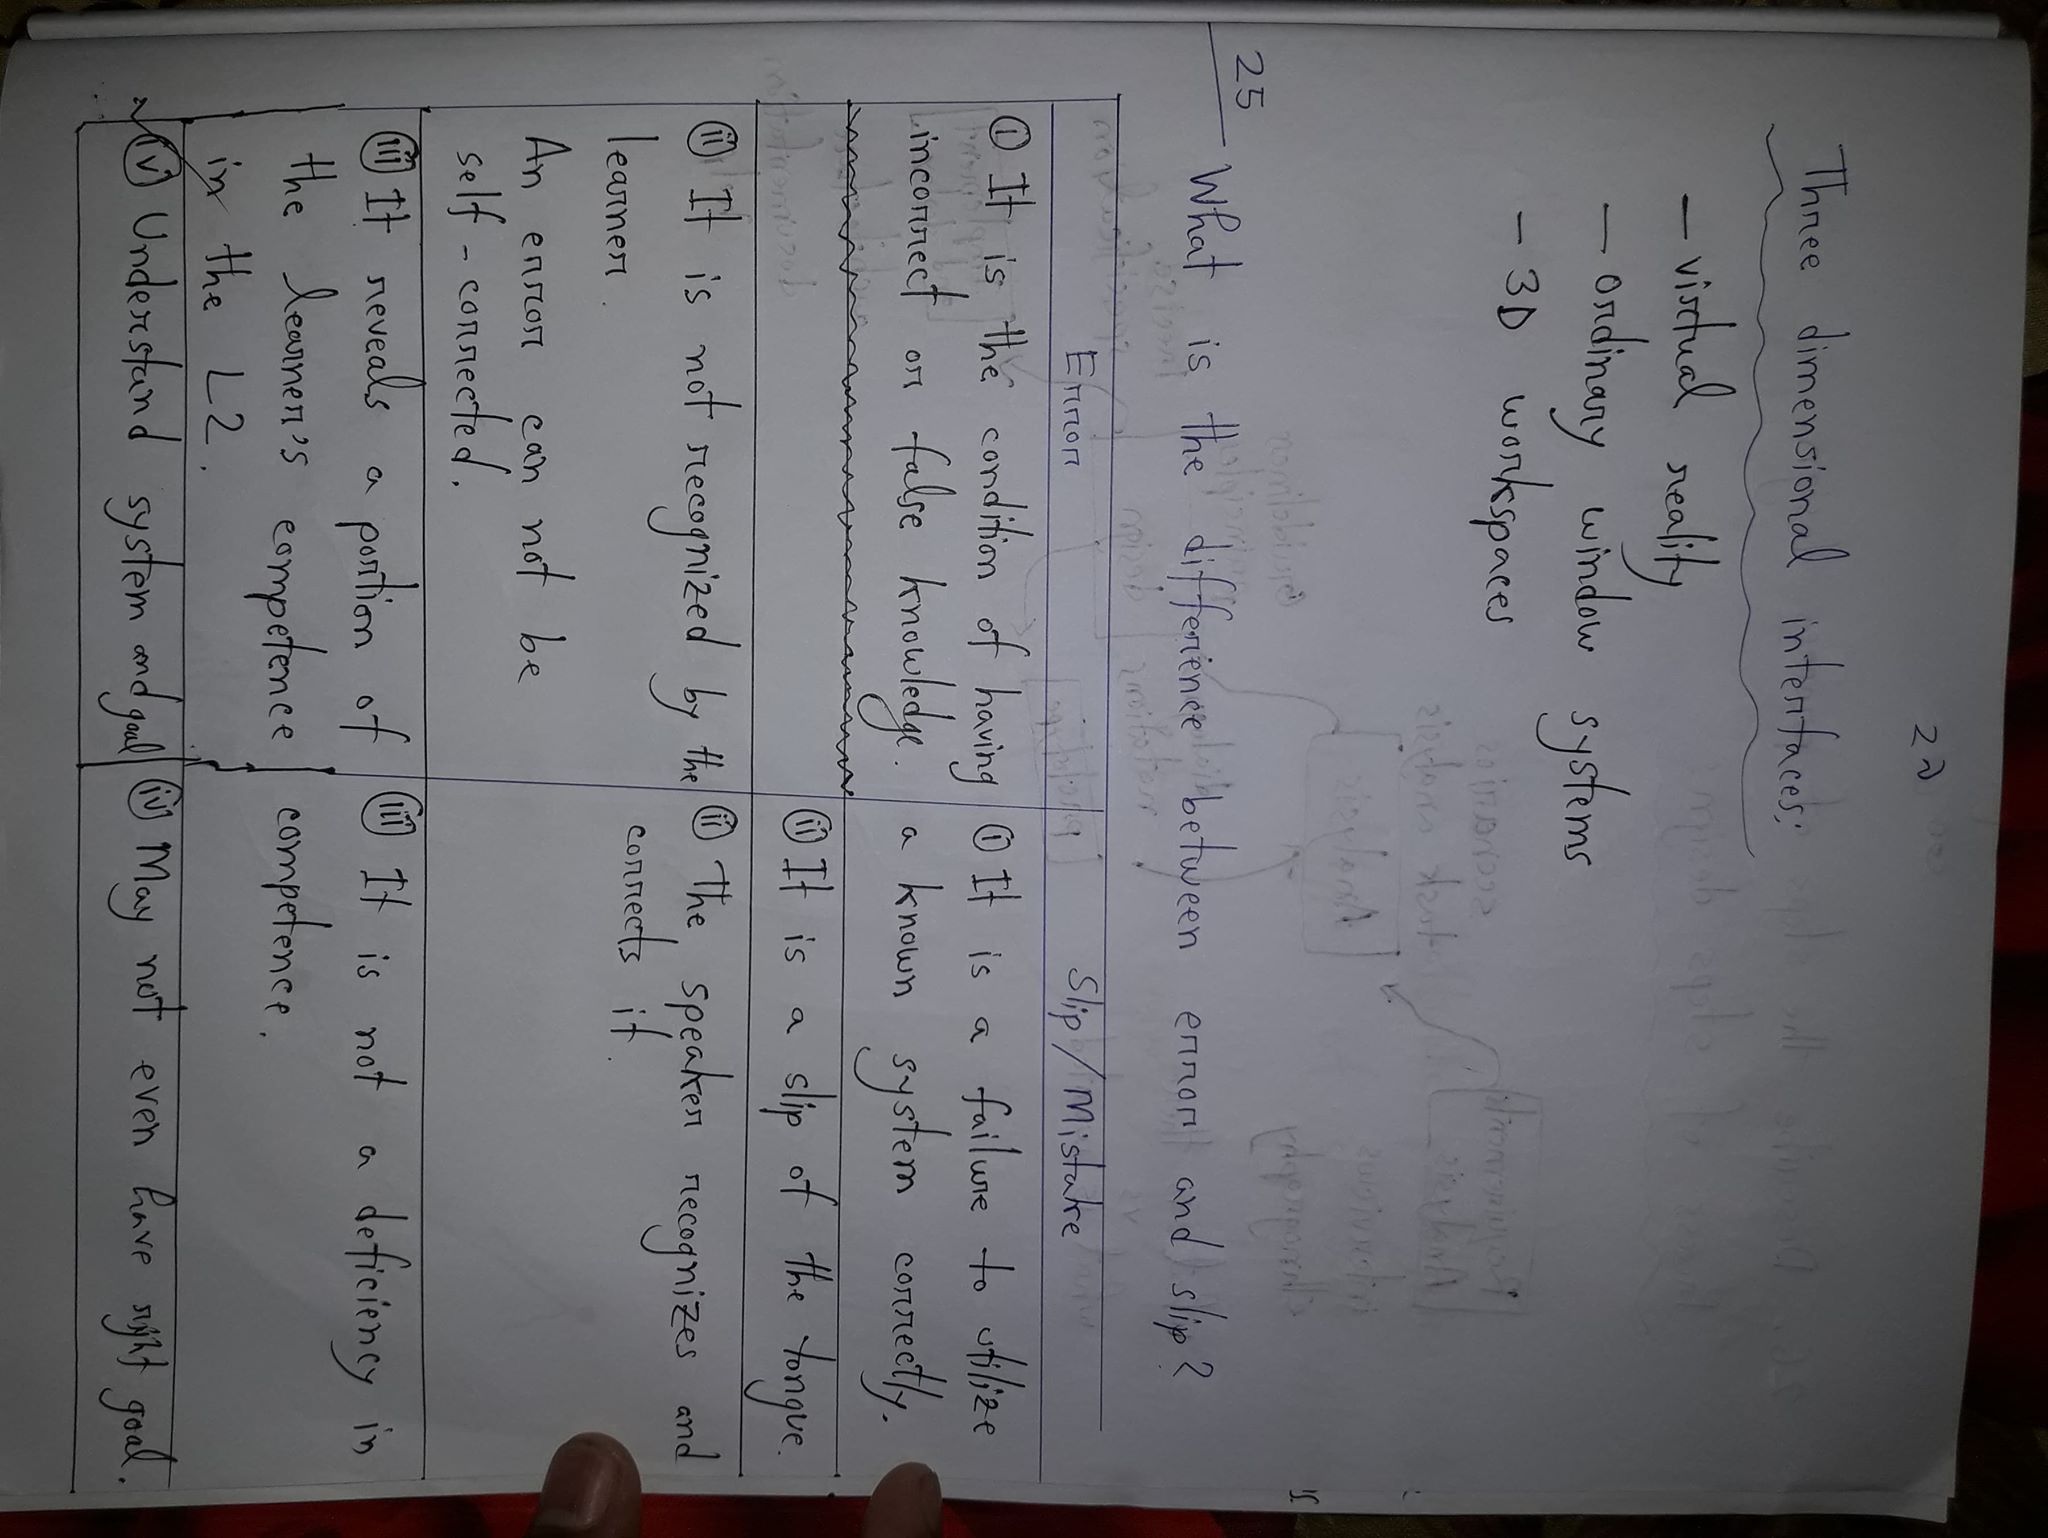 ২৯
Three dimensional interfaces:
— virtual reality
— ordinary window systems
— 3D workspaces
25
What is the difference between error and slip?
Error
Slip / Mistake
(i) It is the condition of having
incorrect or false knowledge.
(i) It is a failure to utilize
a known system correctly.
(ii) It is a slip of the tongue.
(ii) It is not recognized by the
learner.
An error can not be
self-corrected.
(ii) The speaker recognizes and
corrects it.
(iii) It reveals a portion of
the learner's competence
in the L2.
(iii) It is not a deficiency in
competence.
(iv) Understand system and goal
(iv) May not even have right goal.